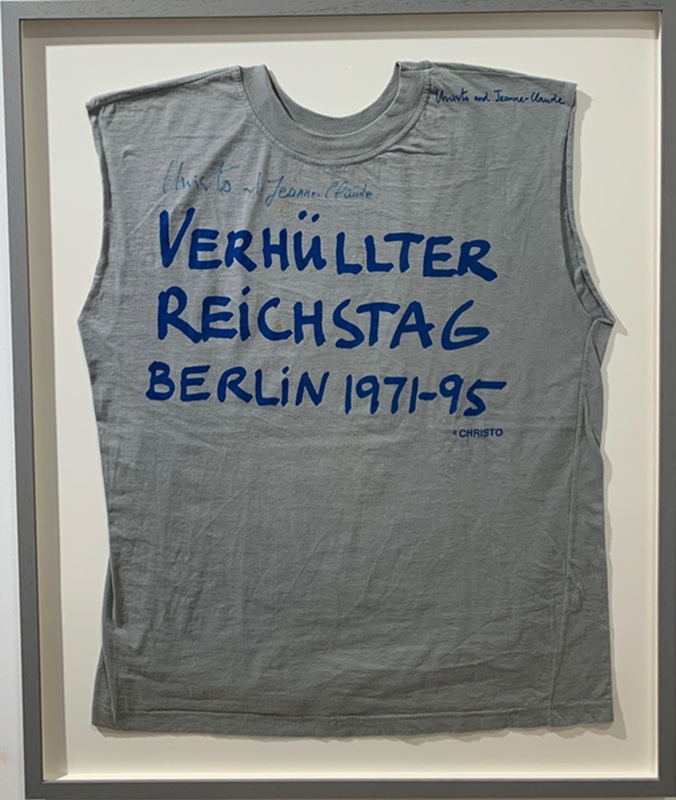 Christo and Jeanne-Claude
Christo and Jeanne-Claude
VERHÜLLTER
REiCHSTAG
BERLiN 1971-95
© CHRISTO